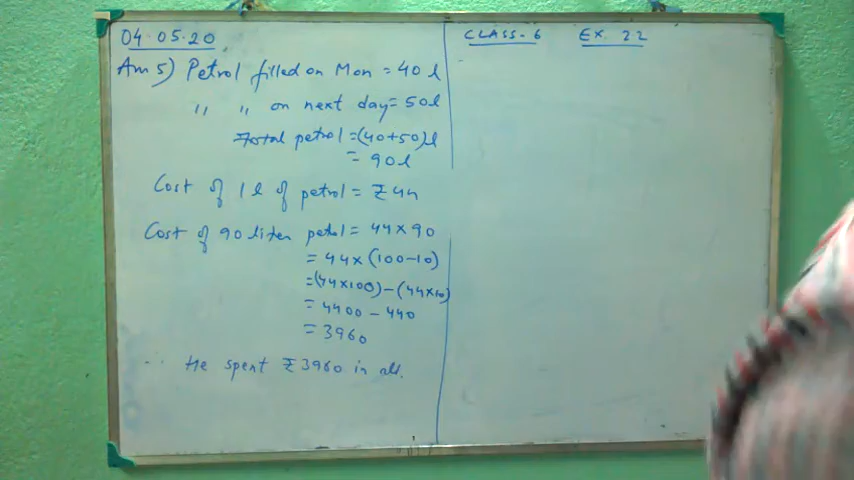 04.05.20
CLASS-6 EX 2.2
Ans 5) Petrol filled on Mon = 40 l
" " on next day = 50 l
Total petrol = (40+50) l
= 90 l
Cost of 1 l of petrol = ₹ 44
Cost of 90 liter petrol = 44 × 90
= 44 × (100-10)
= (44×100) - (44×10)
= 4400 - 440
= 3960
∴ He spent ₹ 3960 in all.